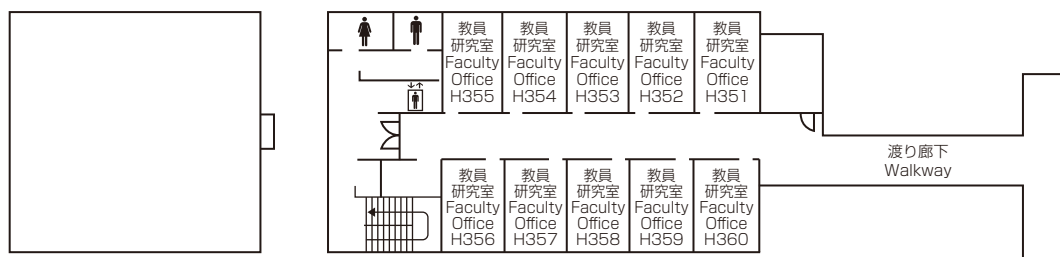 教員
研究室
Faculty
Office
H355
教員
研究室
Faculty
Office
H354
教員
研究室
Faculty
Office
H353
教員
研究室
Faculty
Office
H352
教員
研究室
Faculty
Office
H351
渡り廊下
Walkway
教員
研究室
Faculty
Office
H356
教員
研究室
Faculty
Office
H357
教員
研究室
Faculty
Office
H358
教員
研究室
Faculty
Office
H359
教員
研究室
Faculty
Office
H360